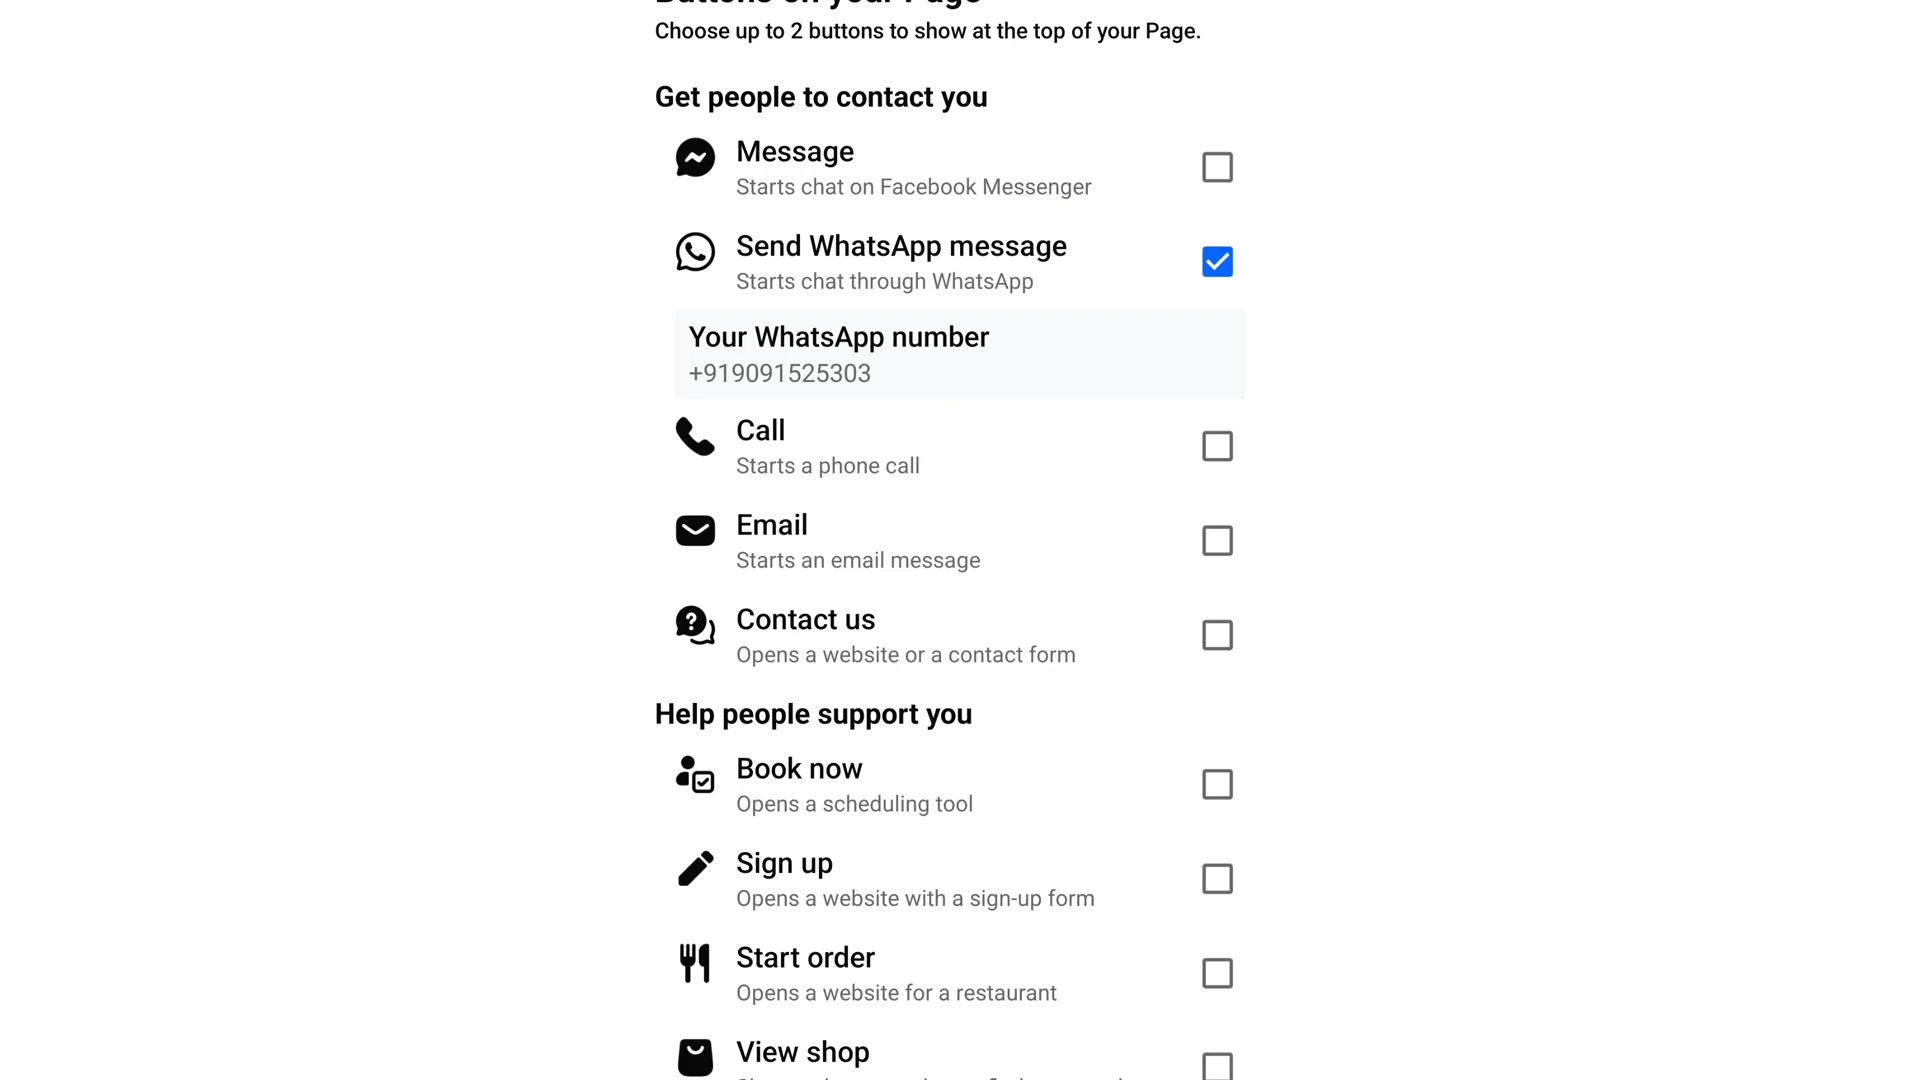 Buttons on your Page
Choose up to 2 buttons to show at the top of your Page.
Get people to contact you
Message
Starts chat on Facebook Messenger
Send WhatsApp message
Starts chat through WhatsApp
Your WhatsApp number
+919091525303
Call
Starts a phone call
Email
Starts an email message
Contact us
Opens a website or a contact form
Help people support you
Book now
Opens a scheduling tool
Sign up
Opens a website with a sign-up form
Start order
Opens a website for a restaurant
View shop